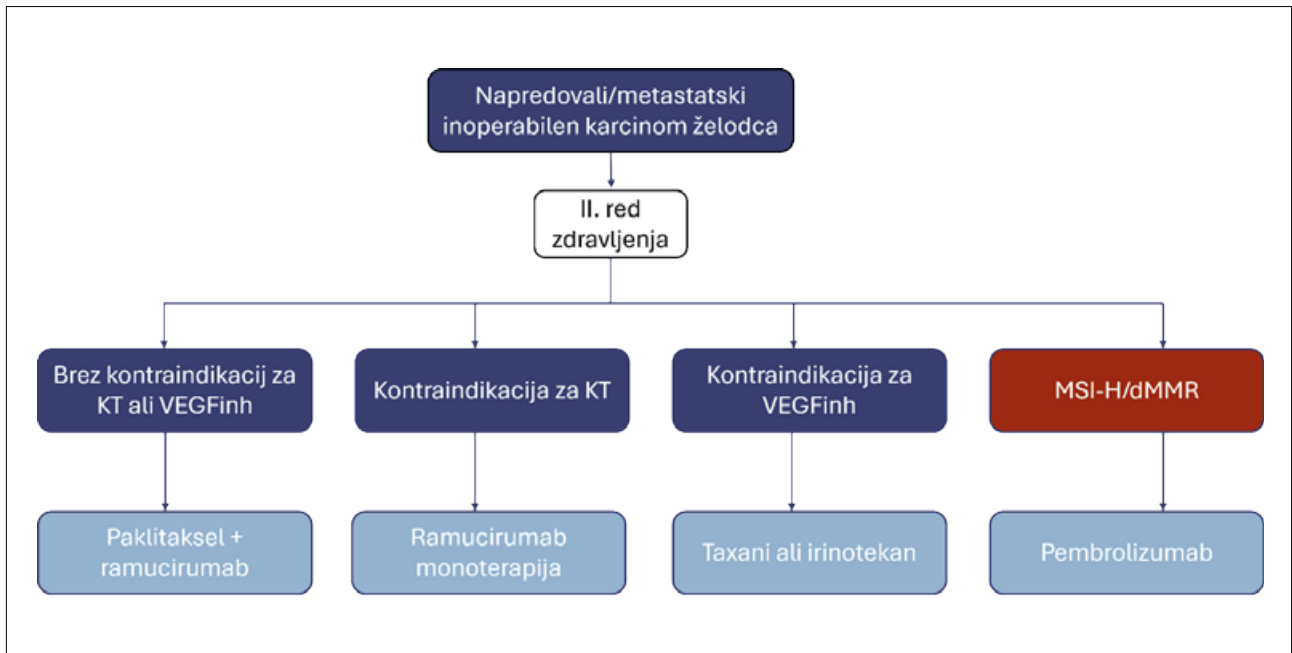 Napredovali/metastatski
inoperabilen karcinom želodca
II. red
zdravljenja
Brez kontraindikacij za
KT ali VEGFinh
Kontraindikacija za KT
Kontraindikacija za
VEGFinh
MSI-H/dMMR
Paklitaksel +
ramucirumab
Ramucirumab
monoterapija
Taxani ali irinotekan
Pembrolizumab